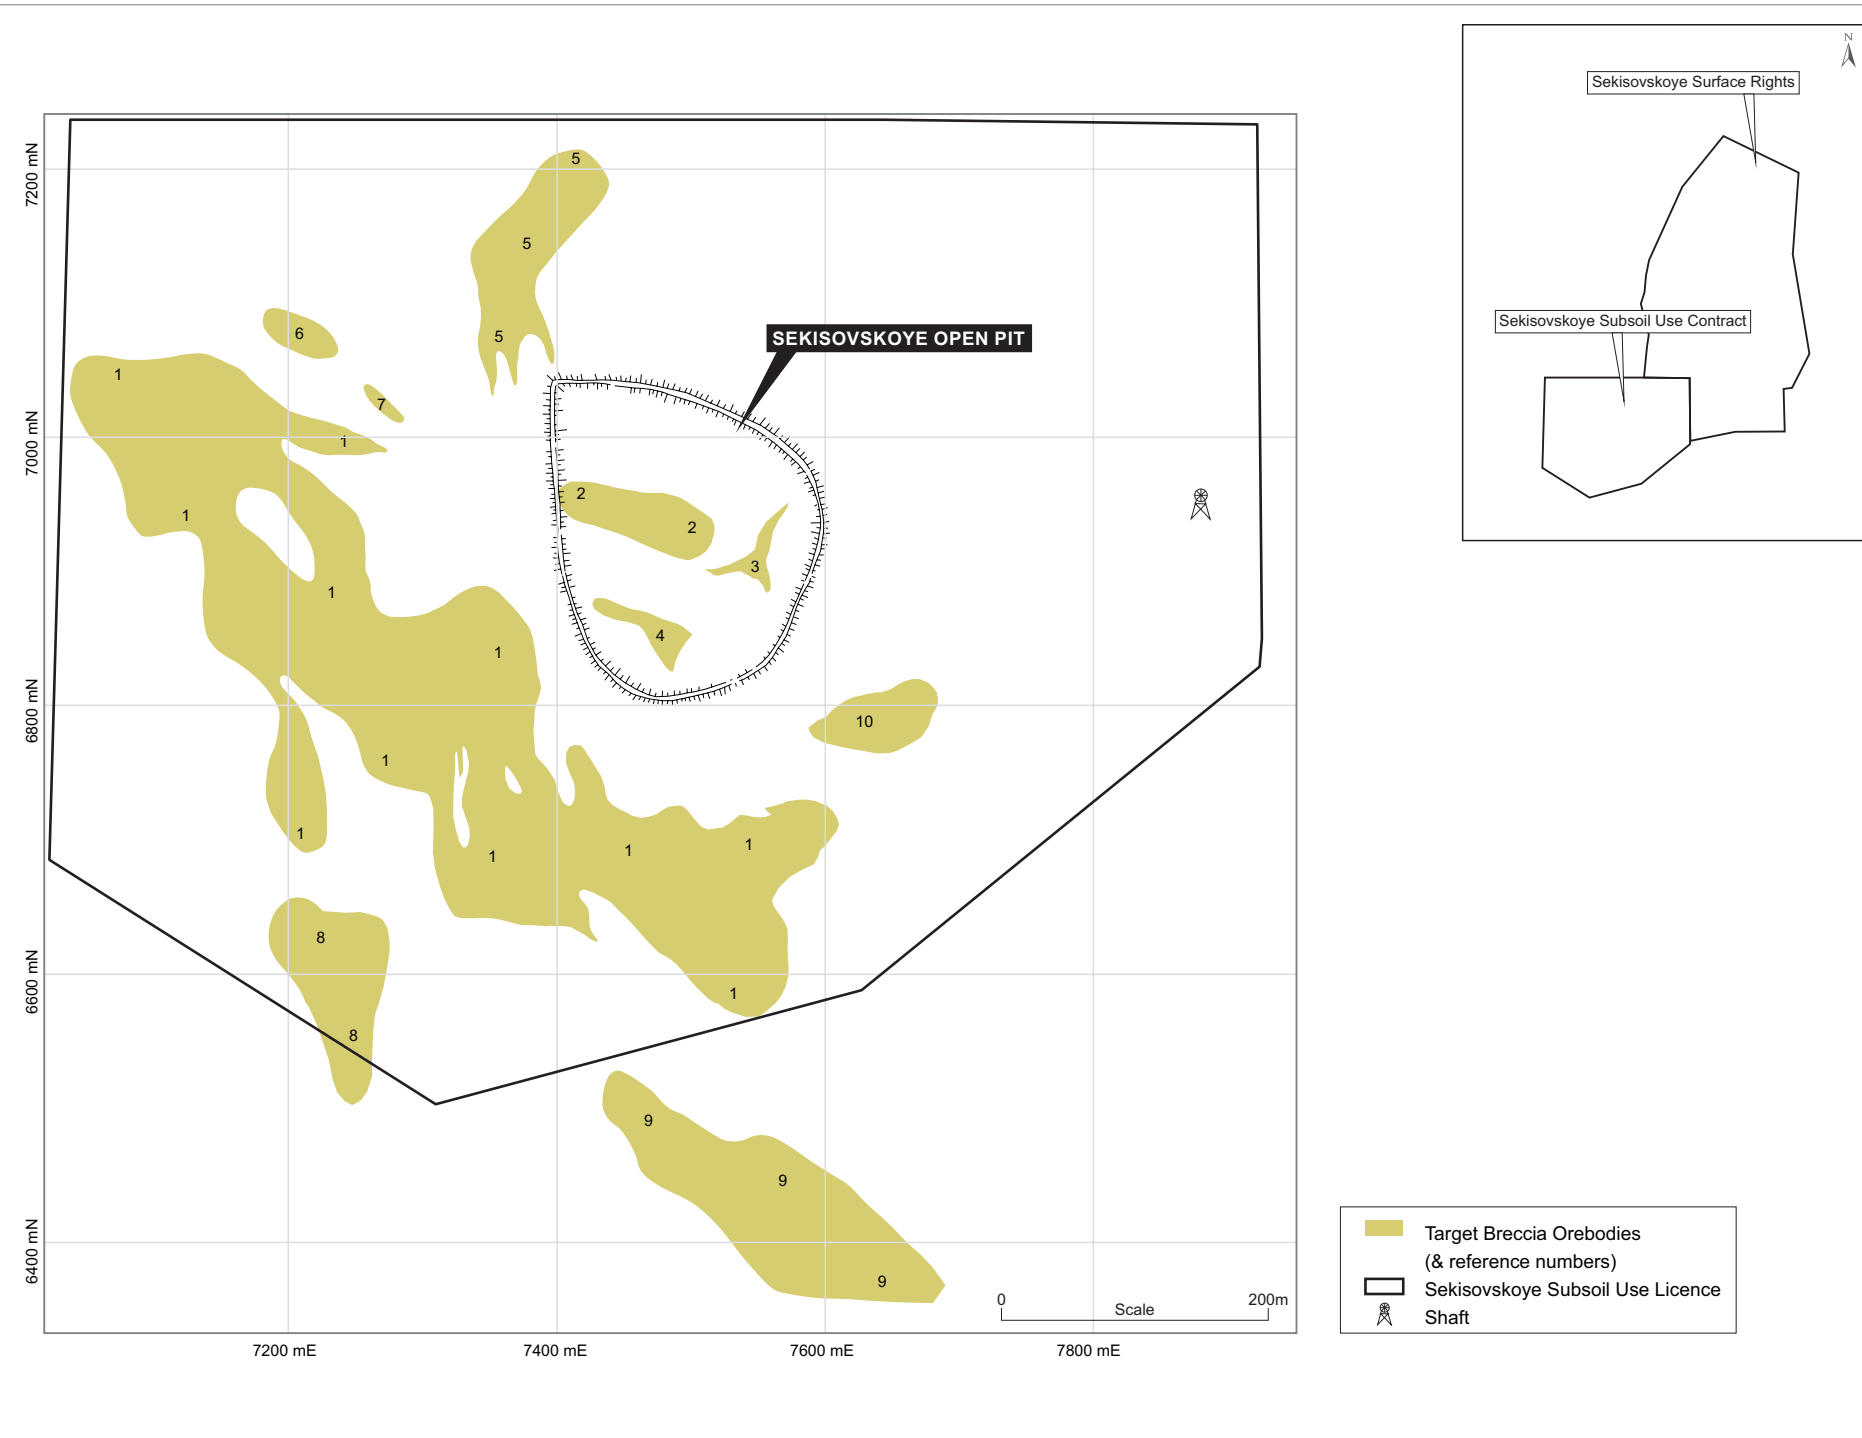 N
Sekisovskoye Surface Rights
Sekisovskoye Subsoil Use Contract
7200 mN
7000 mN
6800 mN
6600 mN
6400 mN
5
5
5
6
1
7
1
SEKISOVSKOYE OPEN PIT
2
1
2
3
1
4
1
10
1
1
1
1
1
8
1
8
9
9
9
0
Scale
200m
7200 mE
7400 mE
7600 mE
7800 mE
Target Breccia Orebodies
(& reference numbers)
Sekisovskoye Subsoil Use Licence
Shaft